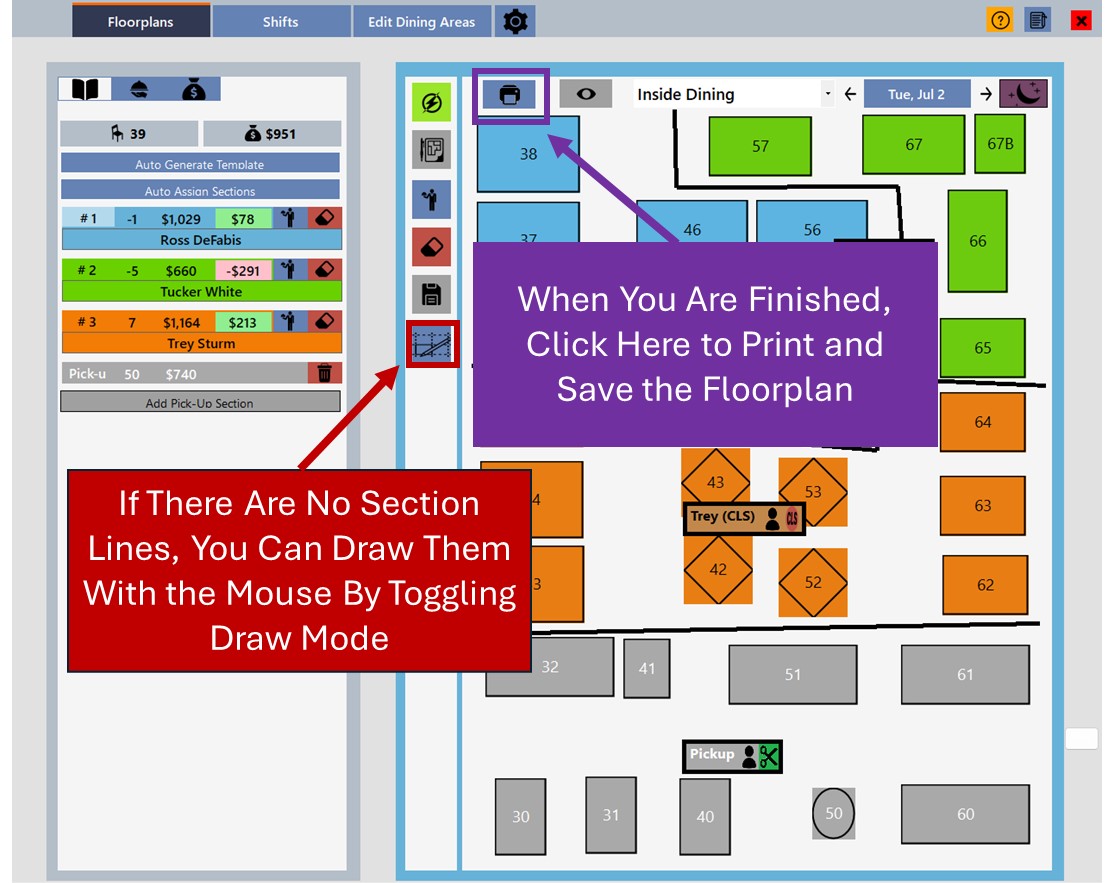 Floorplans
Shifts
Edit Dining Areas
?
39
$951
Auto Generate Template
Auto Assign Sections
# 1 -1 $1,029 $78
Ross DeFabis
# 2 -5 $660 -$291
Tucker White
# 3 7 $1,164 $213
Trey Sturm
Pick-u 50 $740
Add Pick-Up Section
Inside Dining
Tue, Jul 2
38
57
67
67B
37
46
56
66
When You Are Finished,
Click Here to Print and
Save the Floorplan
65
64
If There Are No Section
Lines, You Can Draw Them
With the Mouse By Toggling
Draw Mode
4
43
53
63
Trey (CLS) CLS
3
42
52
62
32
41
51
61
Pickup
30
31
40
50
60